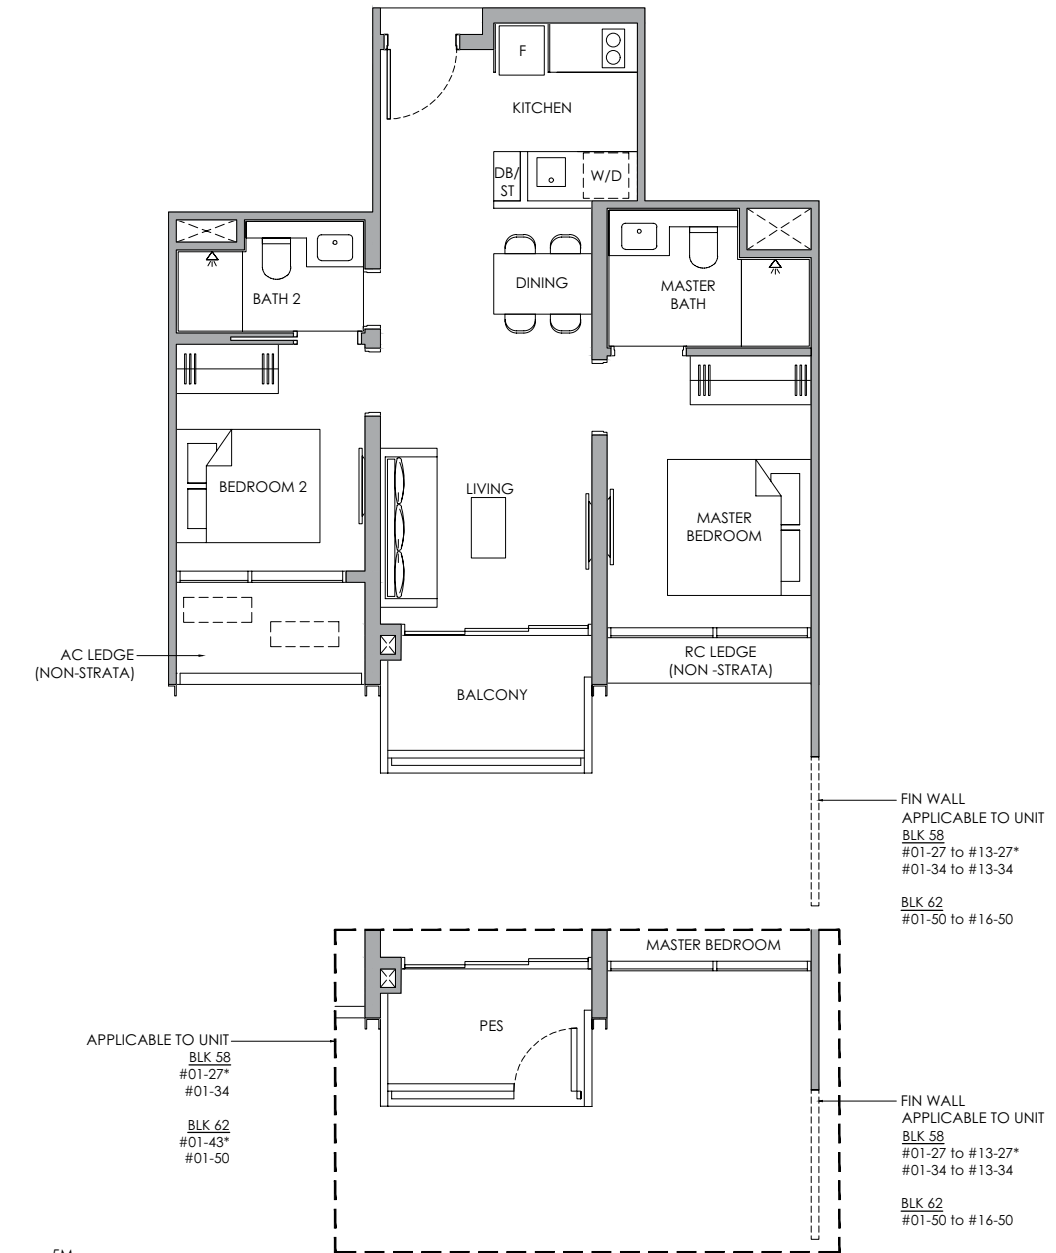 F
KITCHEN
DB/
ST
W/D
DINING
BATH 2
MASTER
BATH
BEDROOM 2
LIVING
MASTER
BEDROOM
AC LEDGE
(NON-STRATA)
RC LEDGE
(NON -STRATA)
BALCONY
FIN WALL
APPLICABLE TO UNIT
BLK 58
#01-27 to #13-27*
#01-34 to #13-34
BLK 62
#01-50 to #16-50
MASTER BEDROOM
PES
APPLICABLE TO UNIT
BLK 58
#01-27*
#01-34
BLK 62
#01-43*
#01-50
FIN WALL
APPLICABLE TO UNIT
BLK 58
#01-27 to #13-27*
#01-34 to #13-34
BLK 62
#01-50 to #16-50
5M